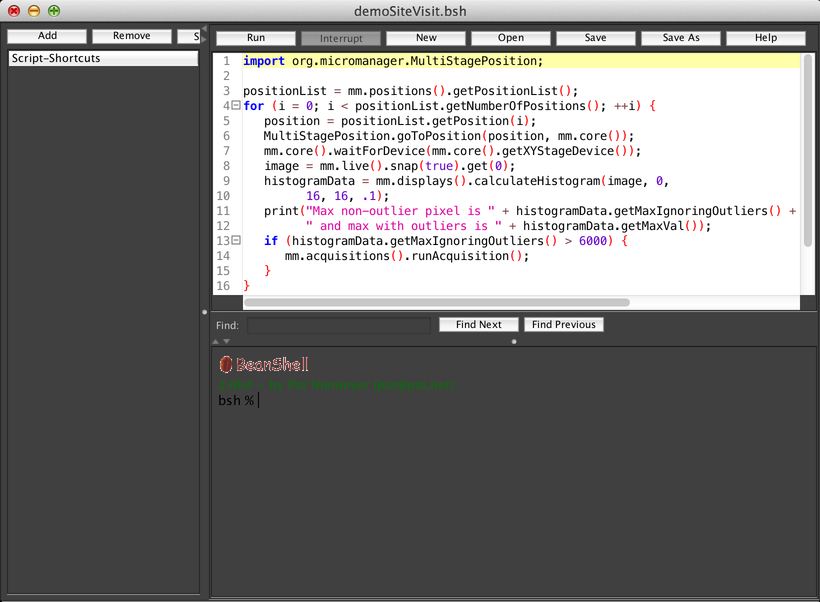 demoSiteVisit.bsh
Add Remove S
Script-Shortcuts
Run Interrupt New Open Save Save As Help
1 import org.micromanager.MultiStagePosition;
2
3 positionList = mm.positions().getPositionList();
4 for (i = 0; i < positionList.getNumberOfPositions(); ++i) {
5 position = positionList.getPosition(i);
6 MultiStagePosition.goToPosition(position, mm.core());
7 mm.core().waitForDevice(mm.core().getXYStageDevice());
8 image = mm.live().snap(true).get(0);
9 histogramData = mm.displays().calculateHistogram(image, 0,
10 16, 16, .1);
11 print("Max non-outlier pixel is " + histogramData.getMaxIgnoringOutliers() +
12 " and max with outliers is " + histogramData.getMaxVal());
13 if (histogramData.getMaxIgnoringOutliers() > 6000) {
14 mm.acquisitions().runAcquisition();
15 }
16 }
Find: Find Next Find Previous
BeanShell
bsh %